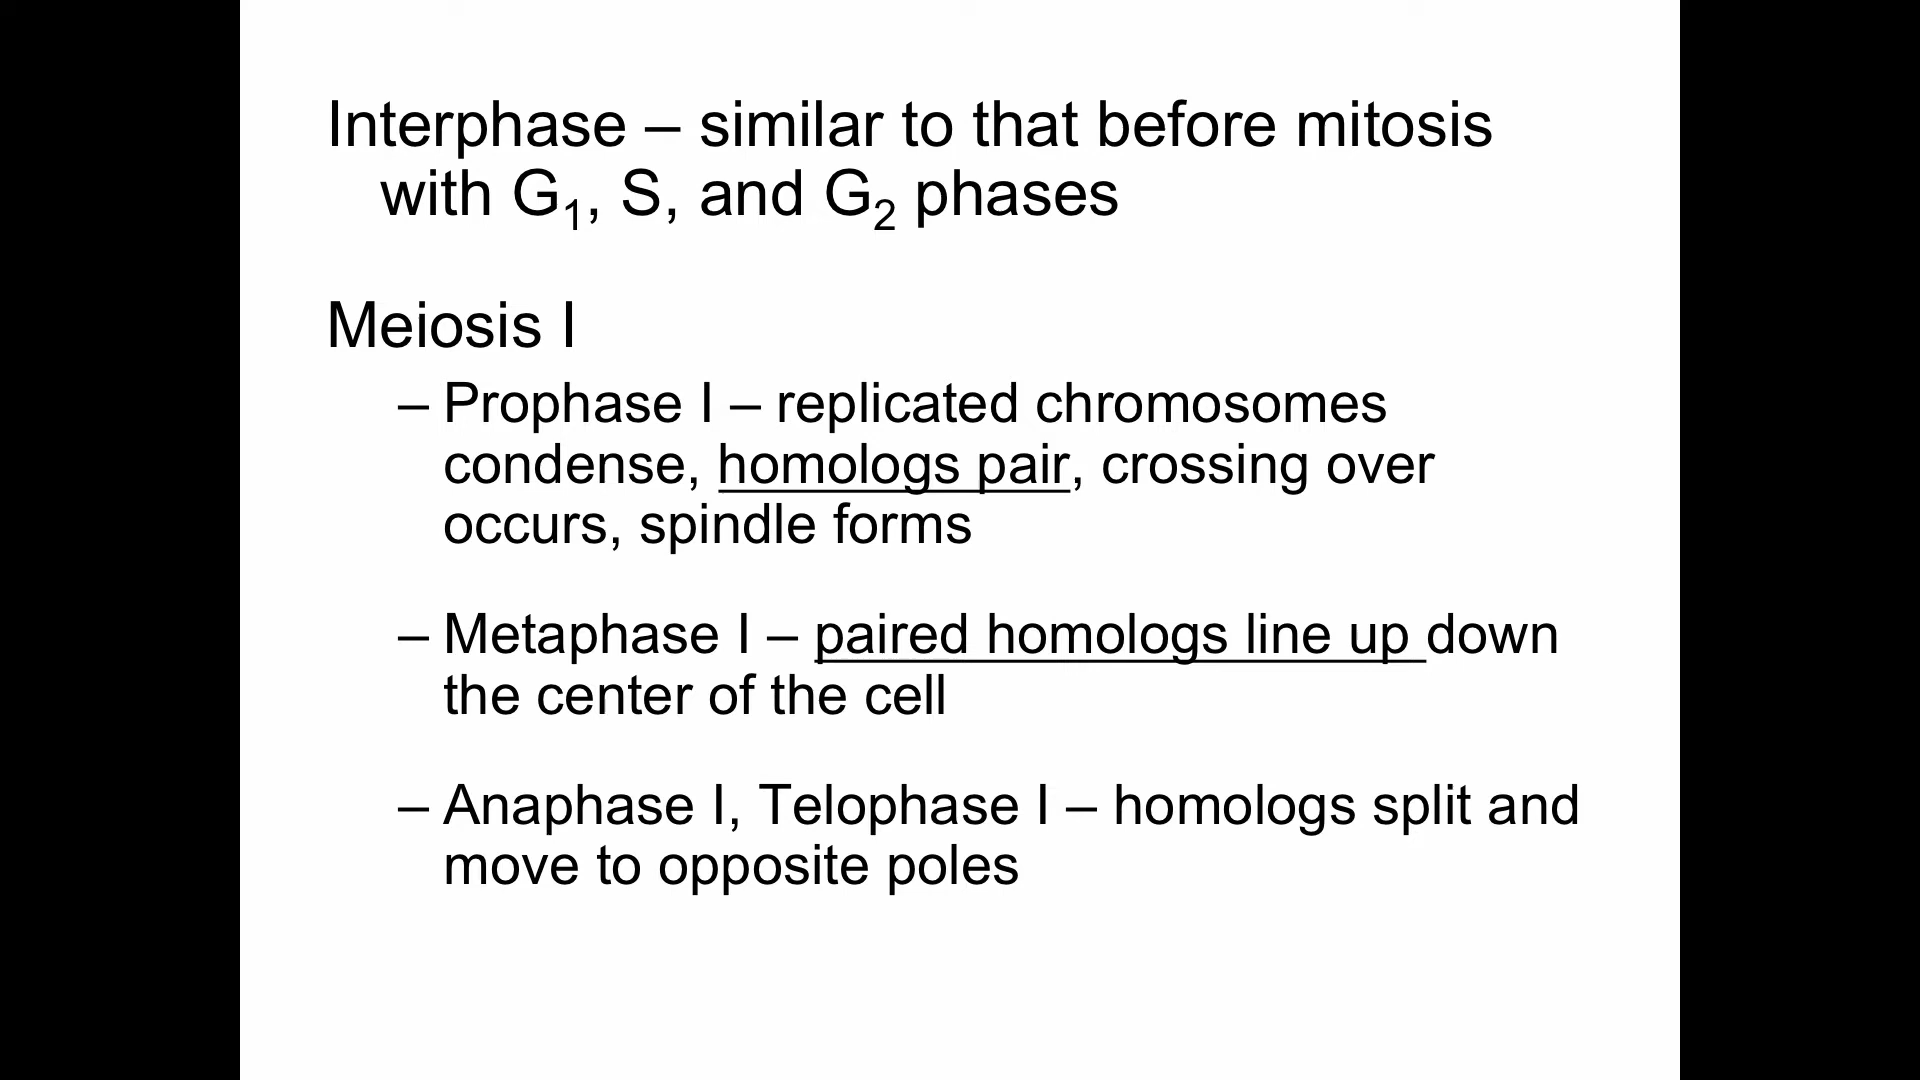 Interphase – similar to that before mitosis
with G₁, S, and G₂ phases
Meiosis I
– Prophase I – replicated chromosomes
condense, homologs pair, crossing over
occurs, spindle forms
– Metaphase I – paired homologs line up down
the center of the cell
– Anaphase I, Telophase I – homologs split and
move to opposite poles